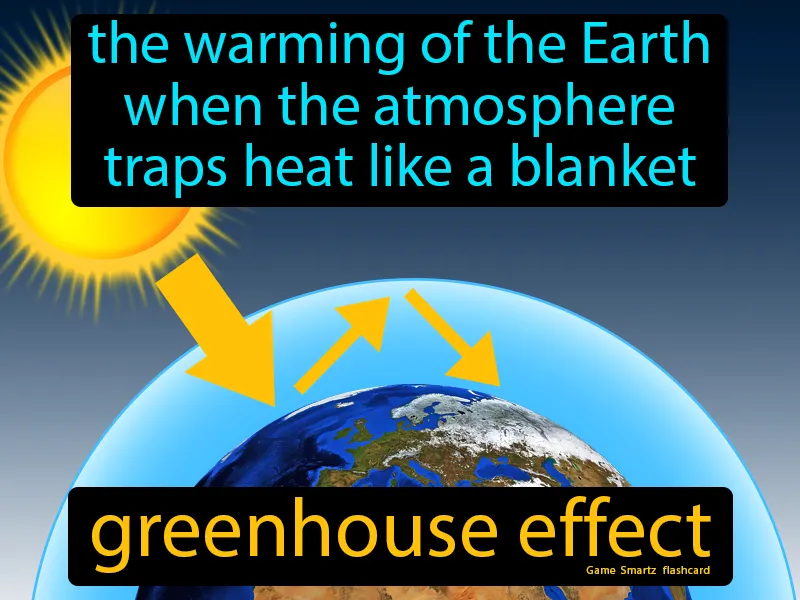 the warming of the Earth
when the atmosphere
traps heat like a blanket
greenhouse effect
Game Smartz flashcard